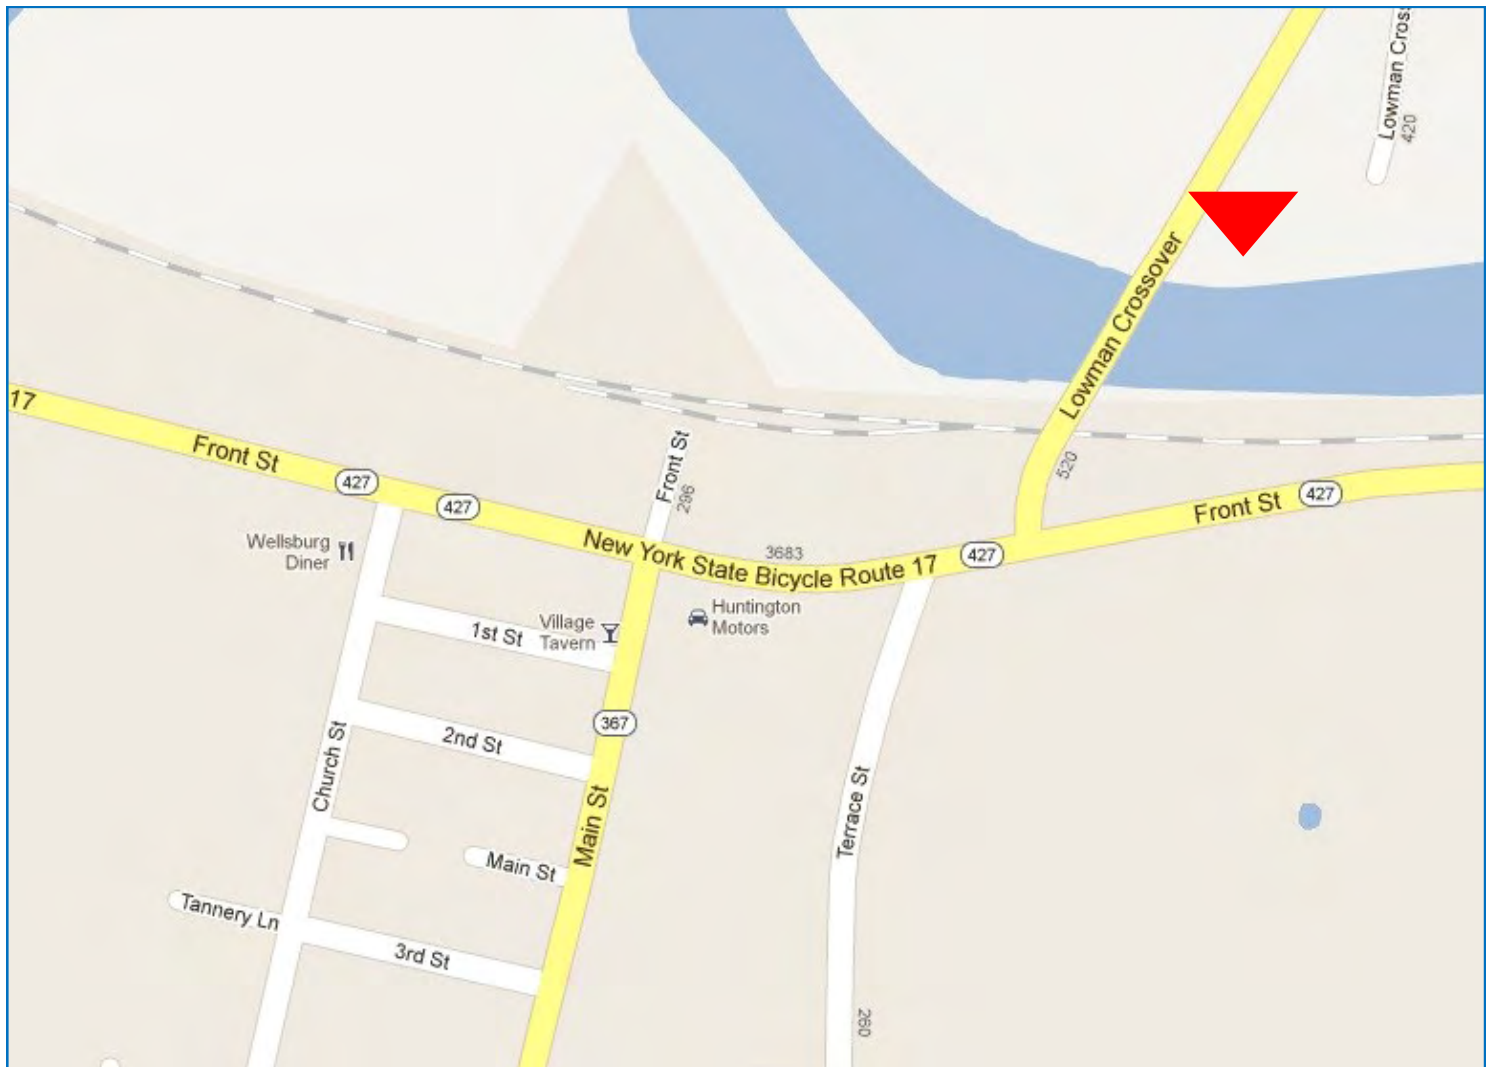 Lowman Cross
420
Lowman Crossover
17
Front St
427
427
Front St
296
520
Front St
427
Wellsburg
Diner
New York State Bicycle Route 17
3683
427
Huntington
Motors
Village
Tavern
1st St
367
2nd St
Church St
Main St
Terrace St
Main St
Tannery Ln
3rd St
260